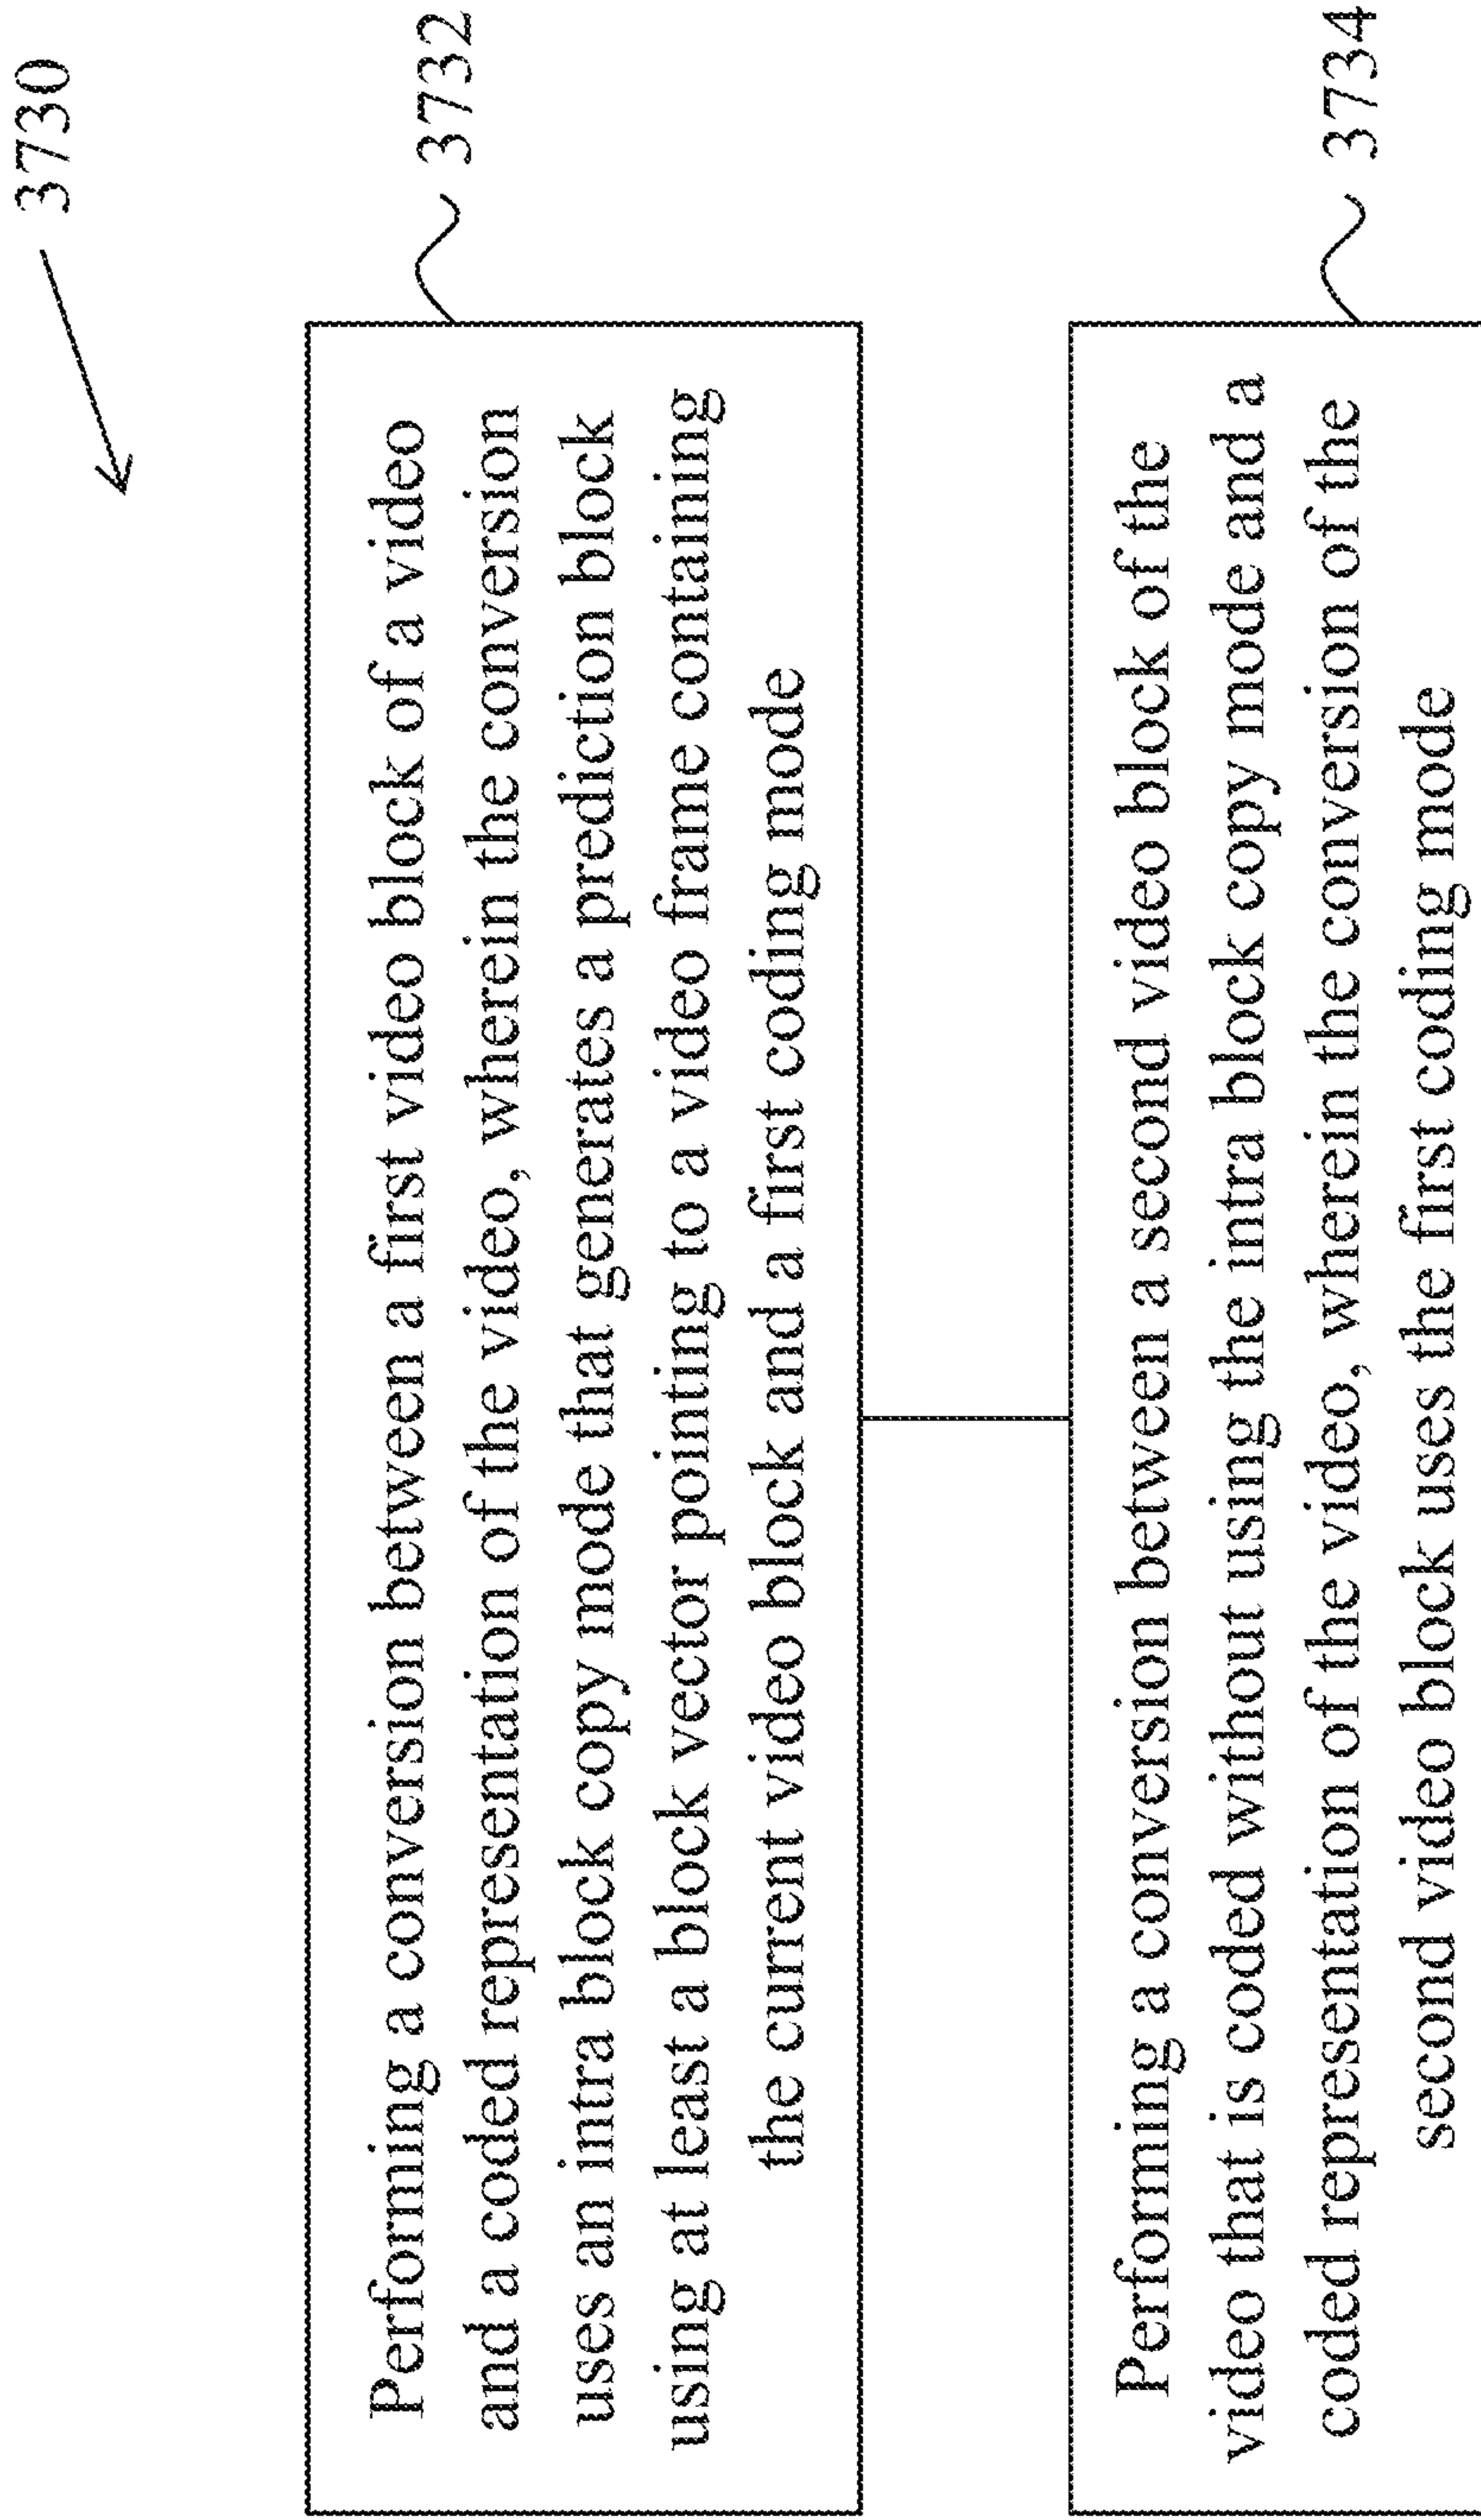 3730
3732
Performing a conversion between a first video block of a video
and a coded representation of the video, wherein the conversion
uses an intra block copy mode that generates a prediction block
using at least a block vector pointing to a video frame containing
the current video block and a first coding mode
3734
Performing a conversion between a second video block of the
video that is coded without using the intra block copy mode and a
coded representation of the video, wherein the conversion of the
second video block uses the first coding mode